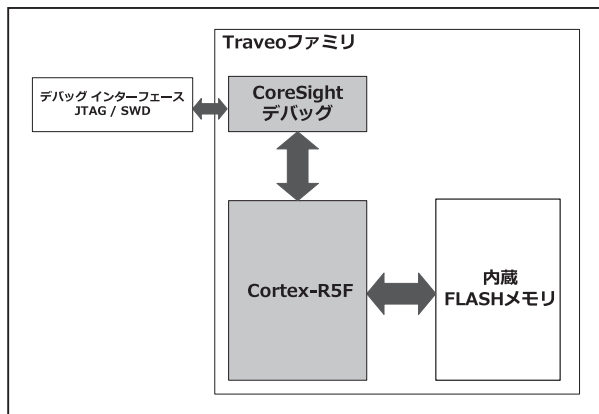 Traveoファミリ
デバッグ インターフェース
JTAG / SWD
CoreSight
デバッグ
Cortex-R5F
内蔵
FLASHメモリ